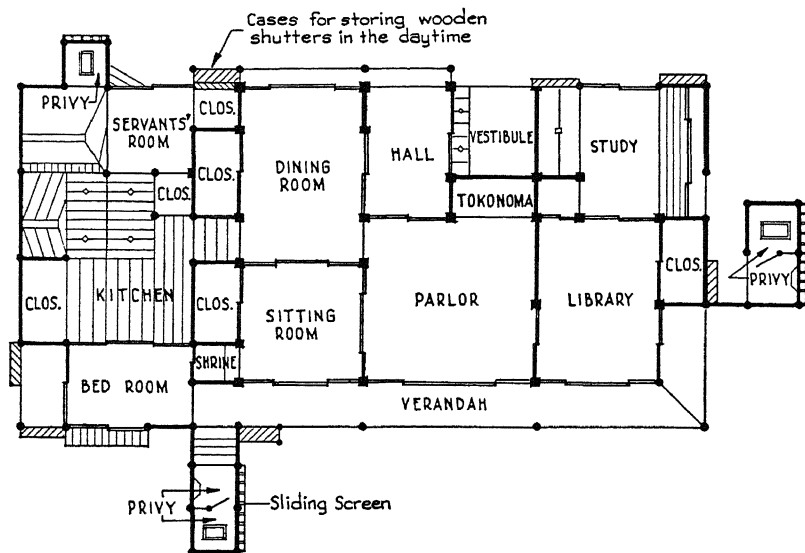 Cases for storing wooden
shutters in the daytime
PRIVY
SERVANTS'
ROOM
CLOS.
CLOS.
CLOS.
DINING
ROOM
HALL
VESTIBULE
STUDY
TOKONOMA
CLOS.
KITCHEN
CLOS.
SITTING
ROOM
PARLOR
LIBRARY
CLOS.
PRIVY
SHRINE
BED ROOM
VERANDAH
PRIVY
Sliding Screen